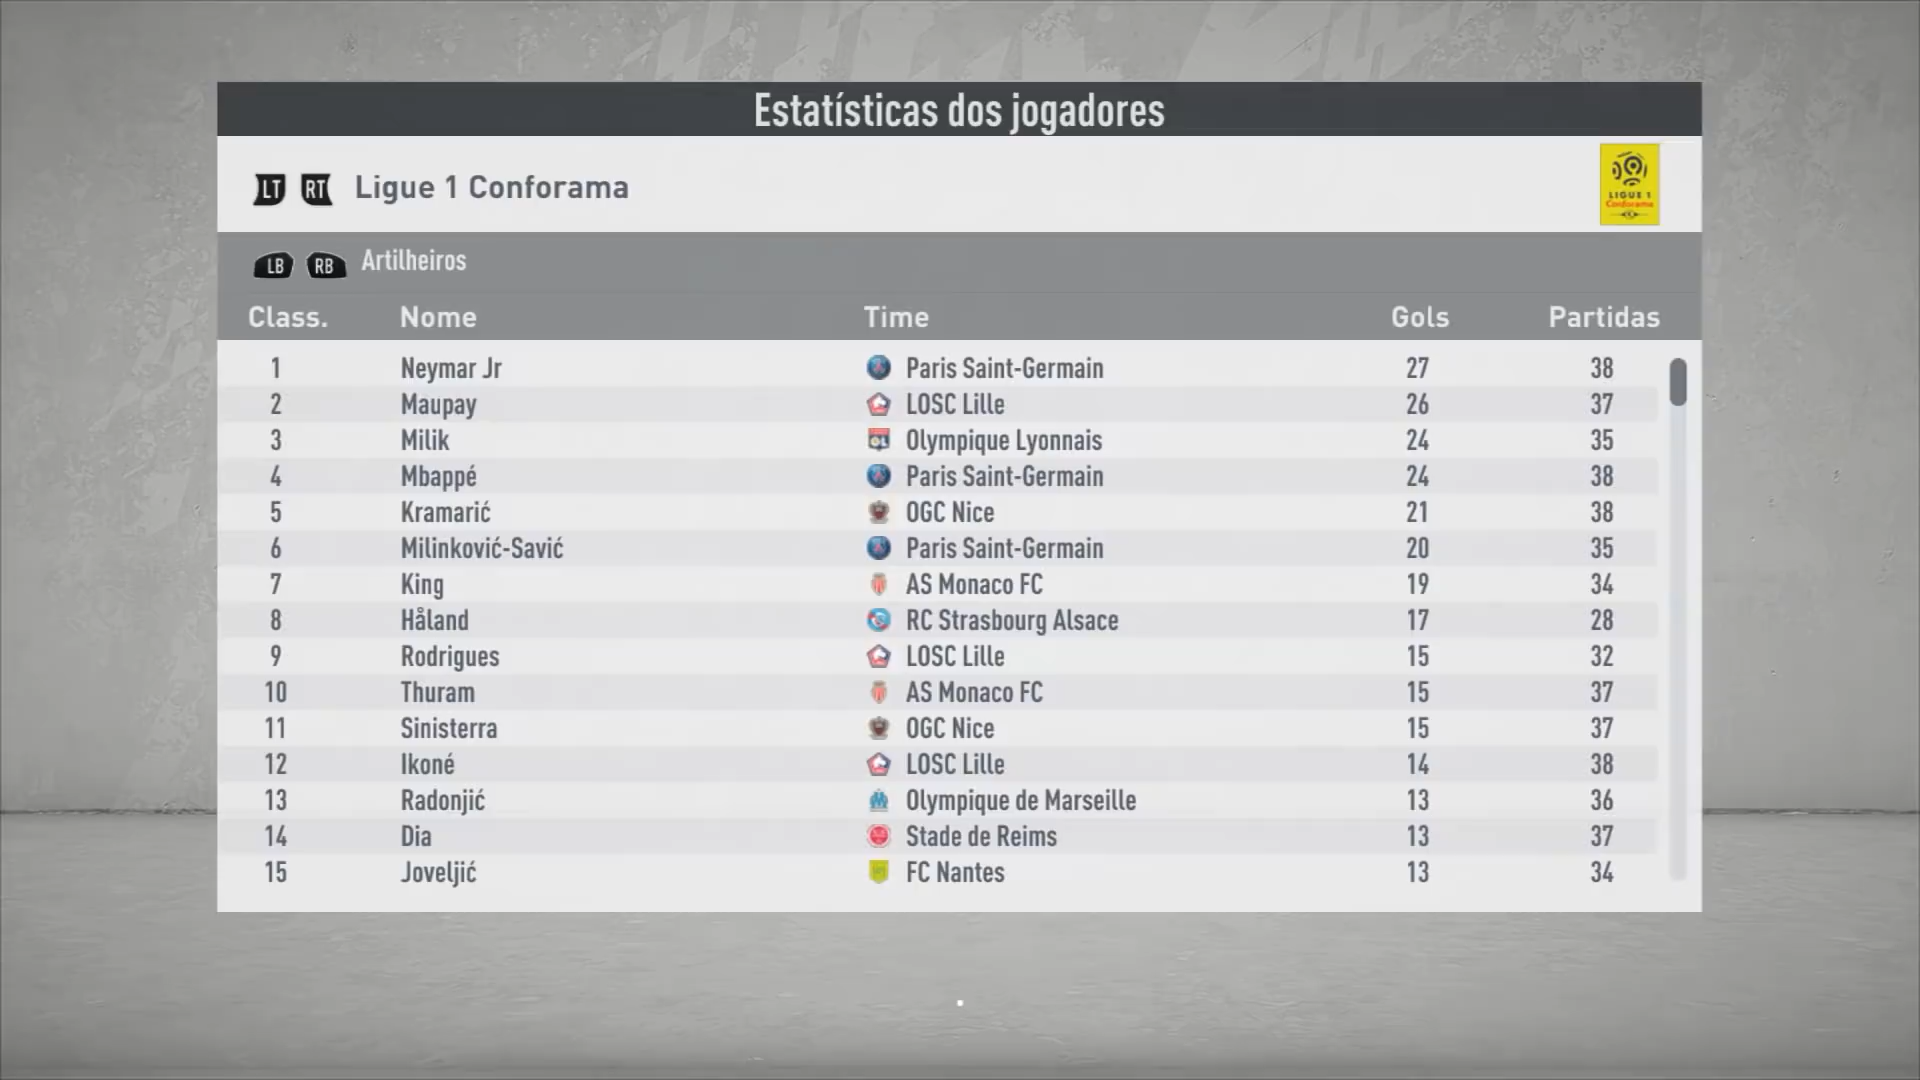 Estatísticas dos jogadores
LT RT Ligue 1 Conforama
LIGUE 1
Conforama
LB RB Artilheiros
Class. Nome Time Gols Partidas
1 Neymar Jr Paris Saint-Germain 27 38
2 Maupay LOSC Lille 26 37
3 Milik Olympique Lyonnais 24 35
4 Mbappé Paris Saint-Germain 24 38
5 Kramarić OGC Nice 21 38
6 Milinković-Savić Paris Saint-Germain 20 35
7 King AS Monaco FC 19 34
8 Håland RC Strasbourg Alsace 17 28
9 Rodrigues LOSC Lille 15 32
10 Thuram AS Monaco FC 15 37
11 Sinisterra OGC Nice 15 37
12 Ikoné LOSC Lille 14 38
13 Radonjić Olympique de Marseille 13 36
14 Dia Stade de Reims 13 37
15 Joveljić FC Nantes 13 34